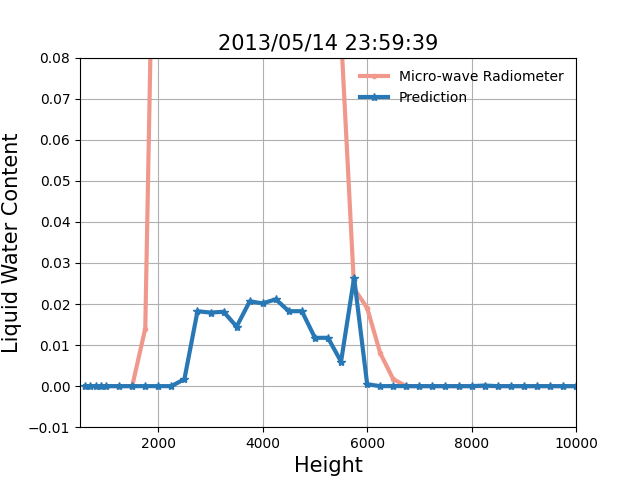 2013/05/14 23:59:39
0.08
0.07
0.06
0.05
0.04
0.03
0.02
0.01
0.00
−0.01
Liquid Water Content
Micro-wave Radiometer
Prediction
2000 4000 6000 8000 10000
Height